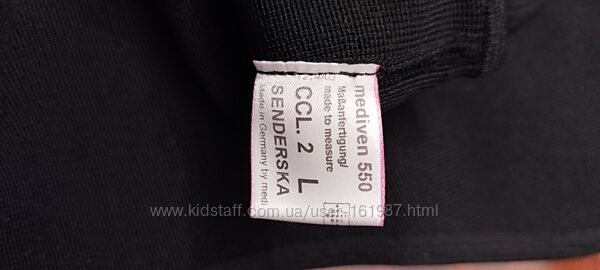 mediven 550
Maßanfertigung/
made to measure
CCL. 2 L
SENDERSKA
Made in Germany by medi
www.kidstaff.com.ua/user-161987.html